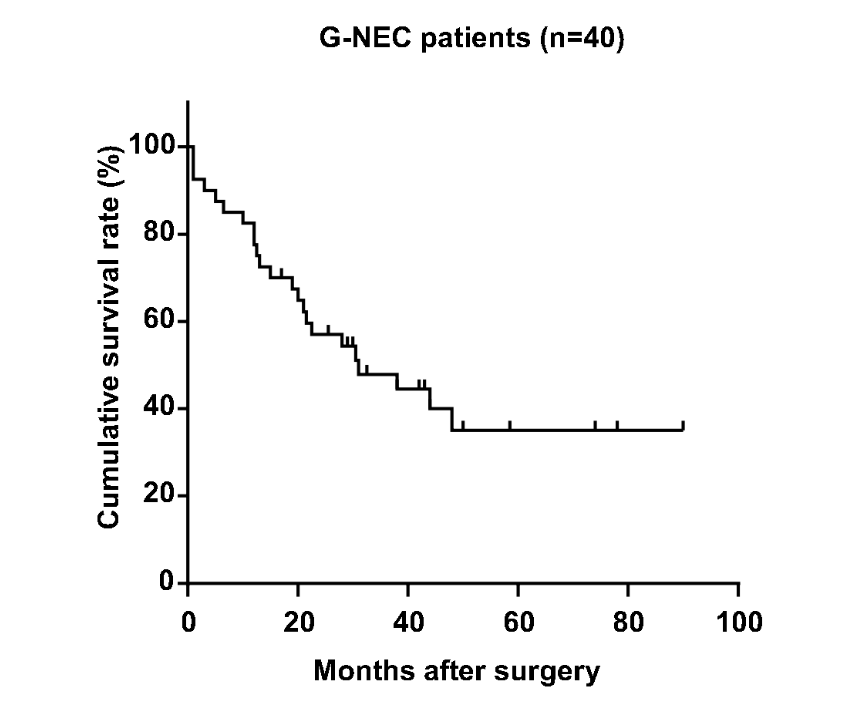 G-NEC patients (n=40)
Cumulative survival rate (%)
100
80
60
40
20
0
0 20 40 60 80 100
Months after surgery